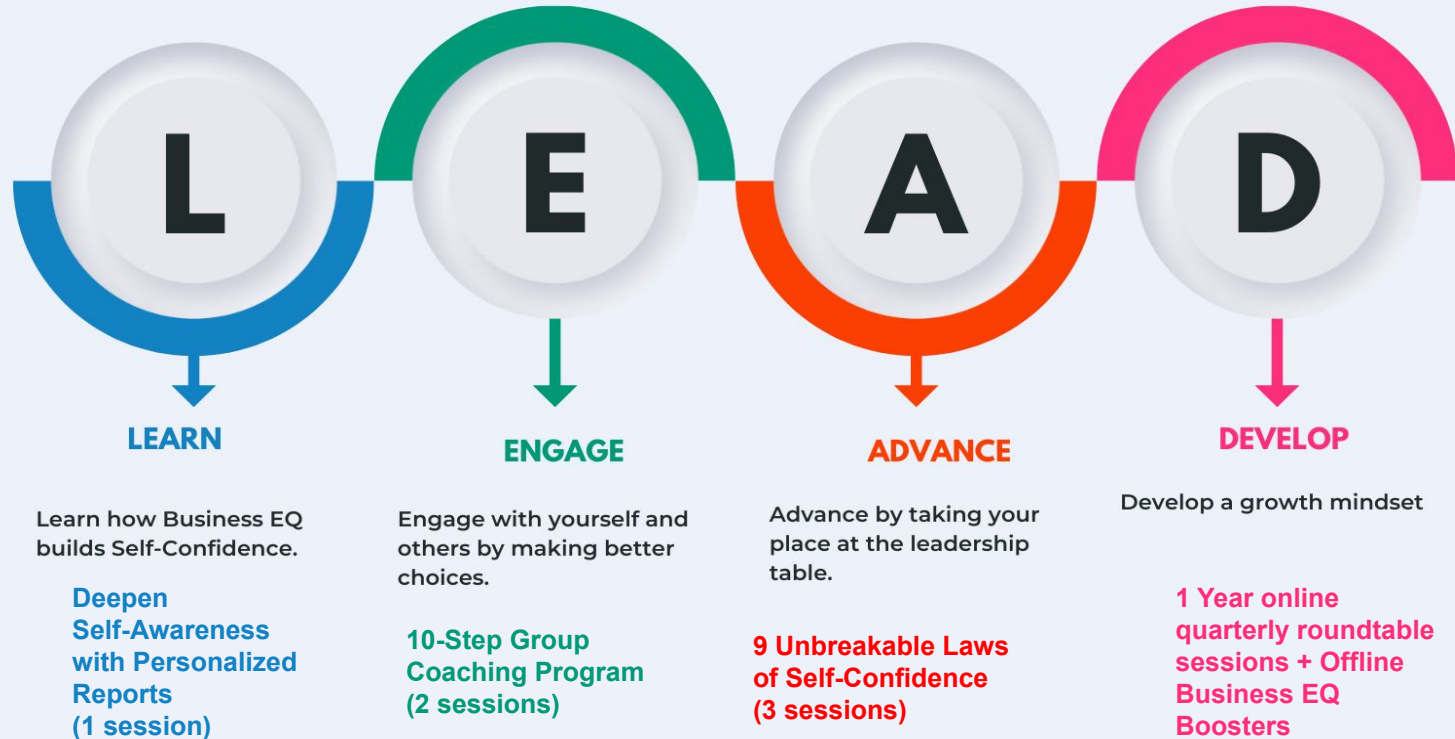 L
E
A
D
LEARN
Learn how Business EQ
builds Self-Confidence.
Deepen
Self-Awareness
with Personalized
Reports
(1 session)
ENGAGE
Engage with yourself and
others by making better
choices.
10-Step Group
Coaching Program
(2 sessions)
ADVANCE
Advance by taking your
place at the leadership
table.
9 Unbreakable Laws
of Self-Confidence
(3 sessions)
DEVELOP
Develop a growth mindset
1 Year online
quarterly roundtable
sessions + Offline
Business EQ
Boosters